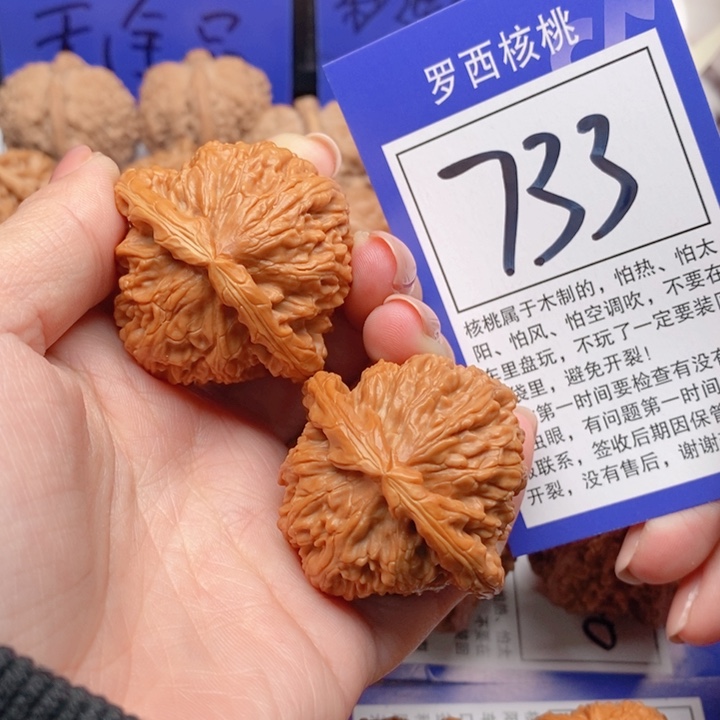 罗西核桃
733
核桃属于木制的，怕热、怕太
阳、怕风、怕空调吹，不要在
车里盘玩，不玩了一定要装
袋里，避免开裂！
第一时间要检查有没有
虫眼，有问题第一时间
联系，签收后期因保管
开裂，没有售后，谢谢